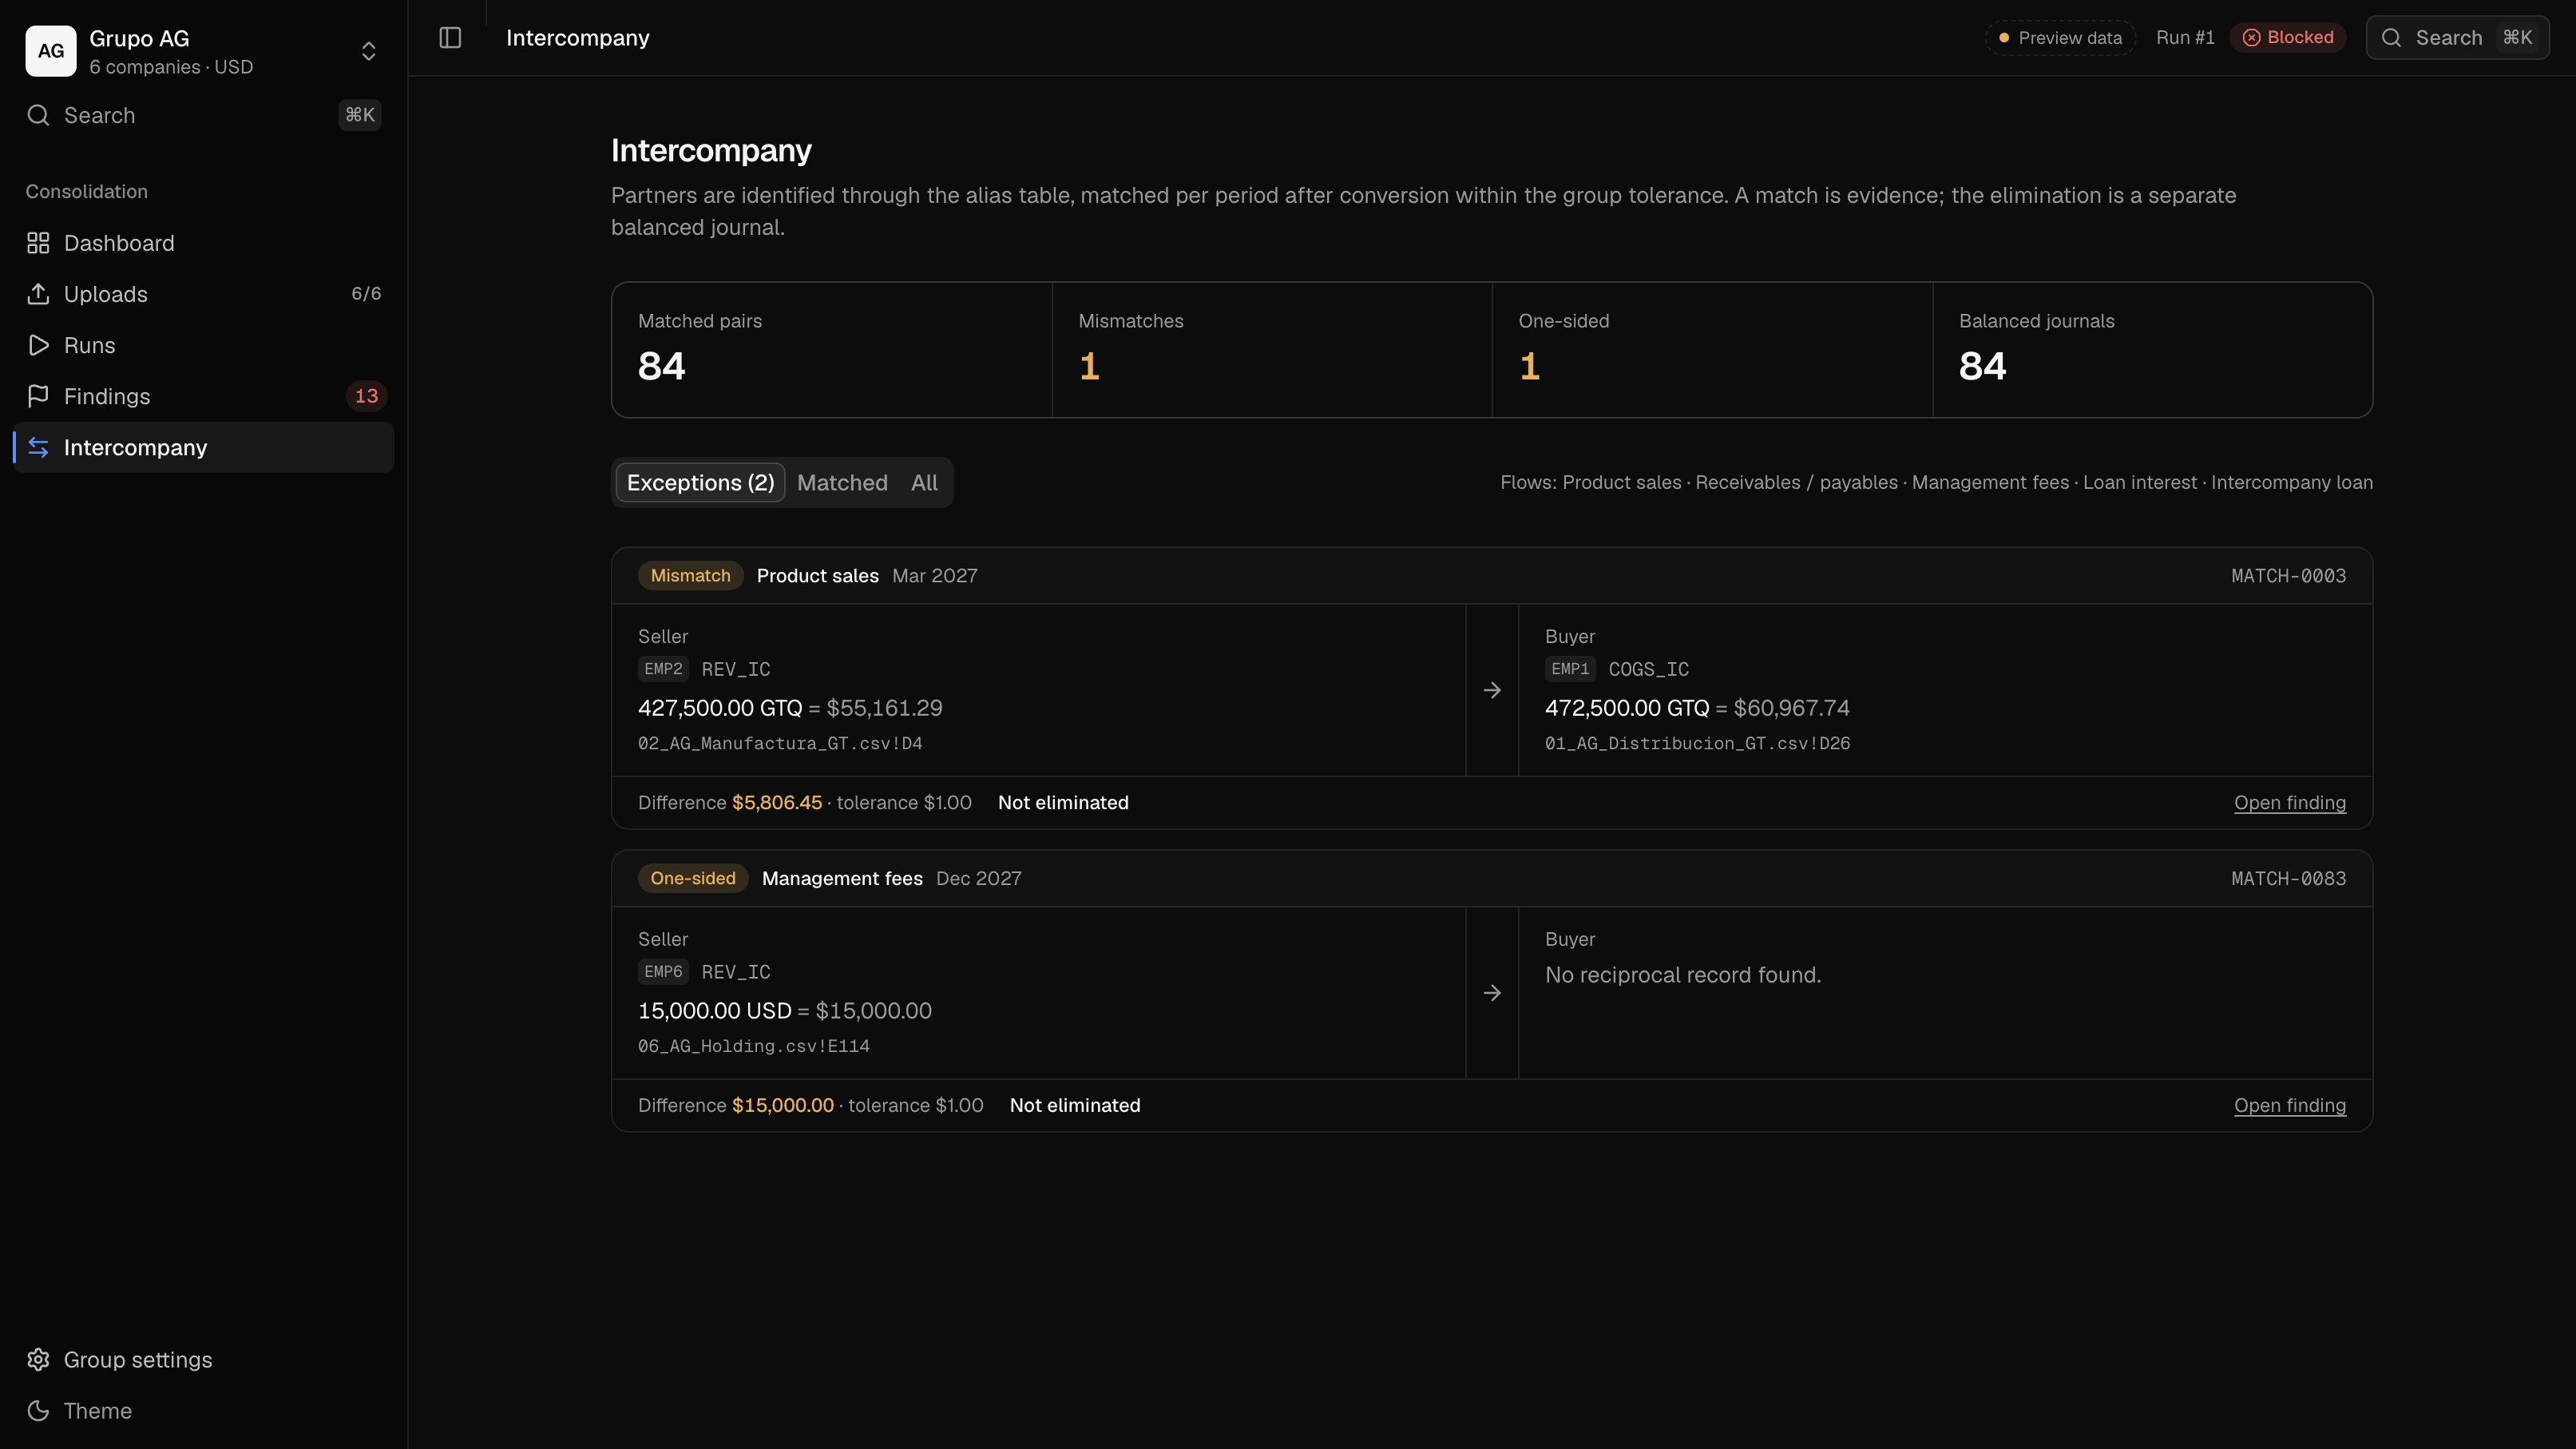 AG
Grupo AG
6 companies · USD
Search ⌘K
Consolidation
Dashboard
Uploads 6/6
Runs
Findings 13
Intercompany
Group settings
Theme
Intercompany
Preview data Run #1 Blocked Search ⌘K
Intercompany
Partners are identified through the alias table, matched per period after conversion within the group tolerance. A match is evidence; the elimination is a separate
balanced journal.
Matched pairs
84
Mismatches
1
One-sided
1
Balanced journals
84
Exceptions (2) Matched All
Flows: Product sales · Receivables / payables · Management fees · Loan interest · Intercompany loan
Mismatch Product sales Mar 2027 MATCH-0003
Seller
EMP2 REV_IC
427,500.00 GTQ = $55,161.29
02_AG_Manufactura_GT.csv!D4
Buyer
EMP1 COGS_IC
472,500.00 GTQ = $60,967.74
01_AG_Distribucion_GT.csv!D26
Difference $5,806.45 · tolerance $1.00 Not eliminated Open finding
One-sided Management fees Dec 2027 MATCH-0083
Seller
EMP6 REV_IC
15,000.00 USD = $15,000.00
06_AG_Holding.csv!E114
Buyer
No reciprocal record found.
Difference $15,000.00 · tolerance $1.00 Not eliminated Open finding